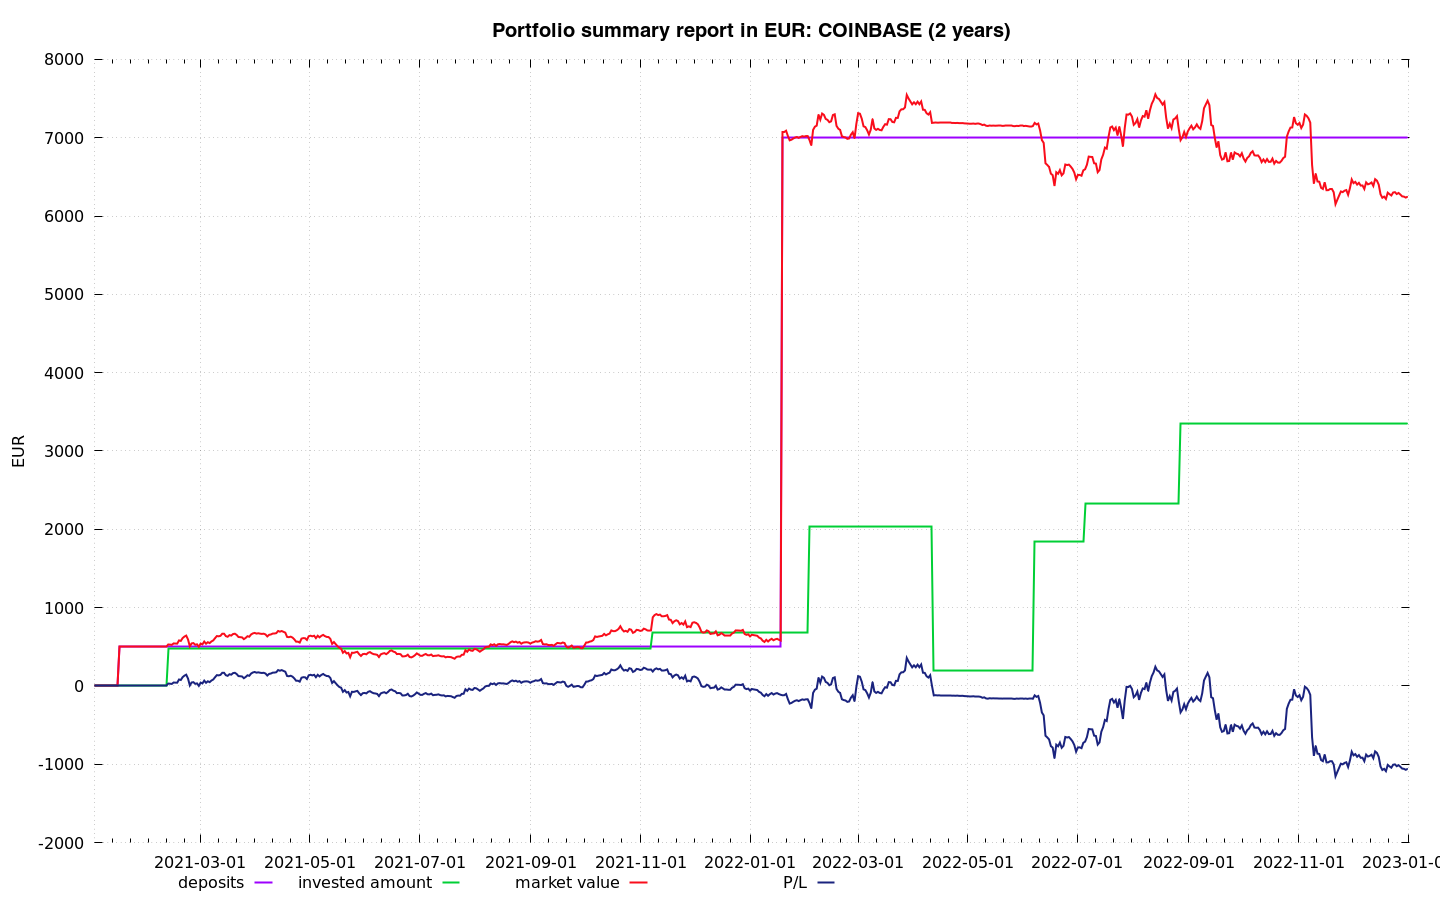 Portfolio summary report in EUR: COINBASE (2 years)
8000
7000
6000
5000
4000
3000
2000
1000
0
-1000
-2000
EUR
2021-03-01 2021-05-01 2021-07-01 2021-09-01 2021-11-01 2022-01-01 2022-03-01 2022-05-01 2022-07-01 2022-09-01 2022-11-01 2023-01-0
deposits invested amount market value P/L